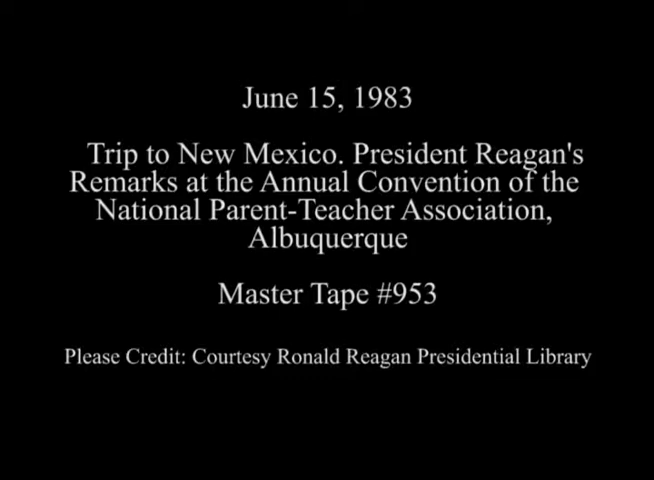 June 15, 1983
Trip to New Mexico. President Reagan's
Remarks at the Annual Convention of the
National Parent-Teacher Association,
Albuquerque
Master Tape #953
Please Credit: Courtesy Ronald Reagan Presidential Library